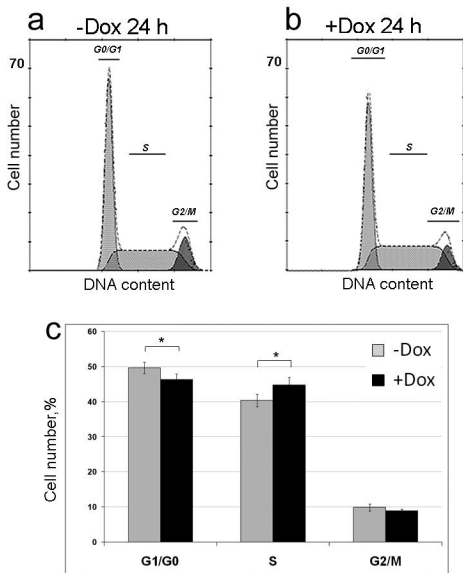 a
-Dox 24 h
G0/G1
70
S
G2/M
Cell number
DNA content
b
+Dox 24 h
G0/G1
70
S
G2/M
Cell number
DNA content
c
60
50
40
30
20
10
0
Cell number,%
*
*
-Dox
+Dox
G1/G0
S
G2/M